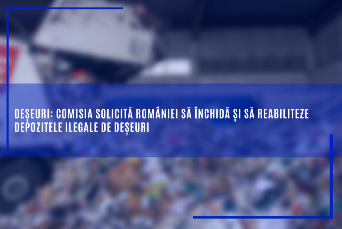 DEȘEURI: COMISIA SOLICITĂ ROMÂNIEI SĂ ÎNCHIDĂ ȘI SĂ REABILITEZE
DEPOZITELE ILEGALE DE DEȘEURI